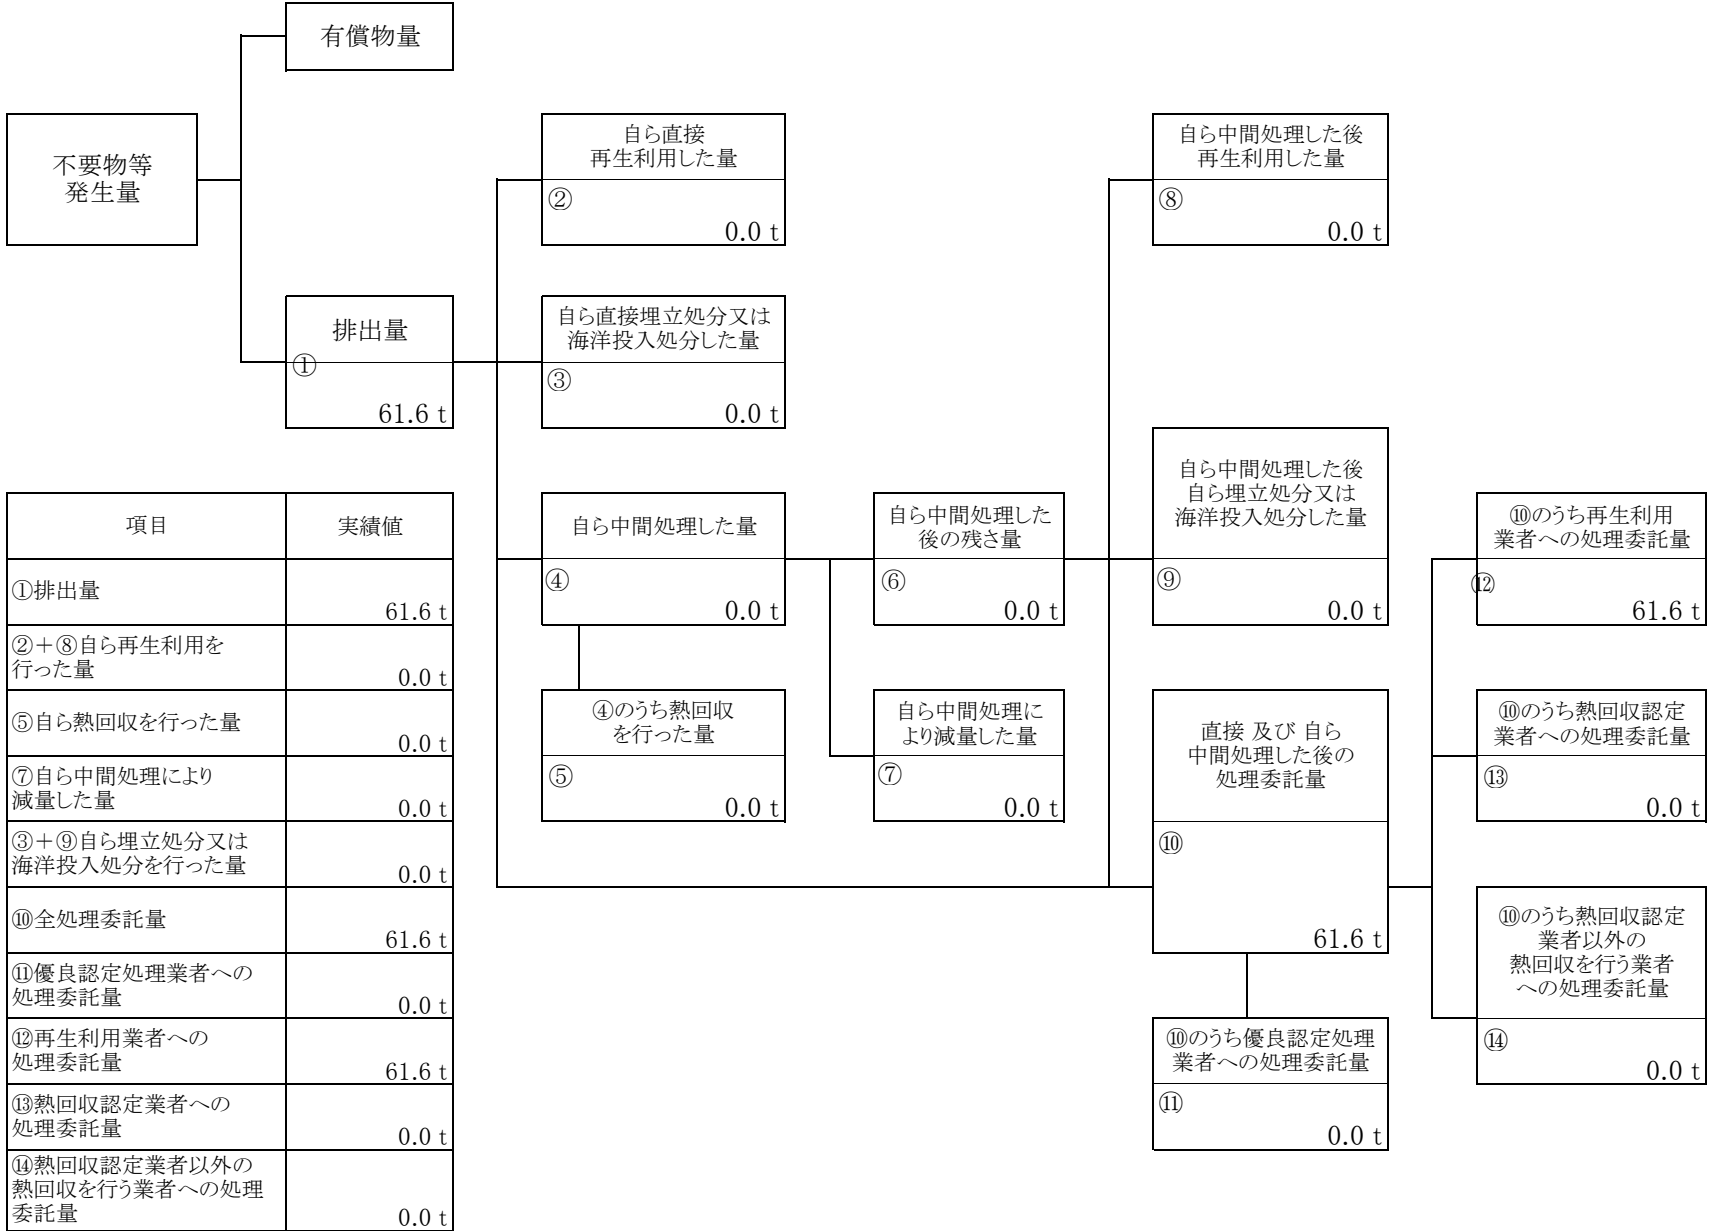 有償物量
不要物等
発生量
自ら直接
再生利用した量
②
0.0 t
自ら中間処理した後
再生利用した量
⑧
0.0 t
排出量
①
61.6 t
自ら直接埋立処分又は
海洋投入処分した量
③
0.0 t
項目
実績値
①排出量
61.6 t
②＋⑧自ら再生利用を
行った量
0.0 t
⑤自ら熱回収を行った量
0.0 t
⑦自ら中間処理により
減量した量
0.0 t
③＋⑨自ら埋立処分又は
海洋投入処分を行った量
0.0 t
⑩全処理委託量
61.6 t
⑪優良認定処理業者への
処理委託量
0.0 t
⑫再生利用業者への
処理委託量
61.6 t
⑬熱回収認定業者への
処理委託量
0.0 t
⑭熱回収認定業者以外の
熱回収を行う業者への処理
委託量
0.0 t
自ら中間処理した量
④
0.0 t
④のうち熱回収
を行った量
⑤
0.0 t
自ら中間処理した
後の残さ量
⑥
0.0 t
自ら中間処理に
より減量した量
⑦
0.0 t
自ら中間処理した後
自ら埋立処分又は
海洋投入処分した量
⑨
0.0 t
直接 及び 自ら
中間処理した後の
処理委託量
⑩
61.6 t
⑩のうち優良認定処理
業者への処理委託量
⑪
0.0 t
⑩のうち再生利用
業者への処理委託量
⑫
61.6 t
⑩のうち熱回収認定
業者への処理委託量
⑬
0.0 t
⑩のうち熱回収認定
業者以外の
熱回収を行う業者
への処理委託量
⑭
0.0 t